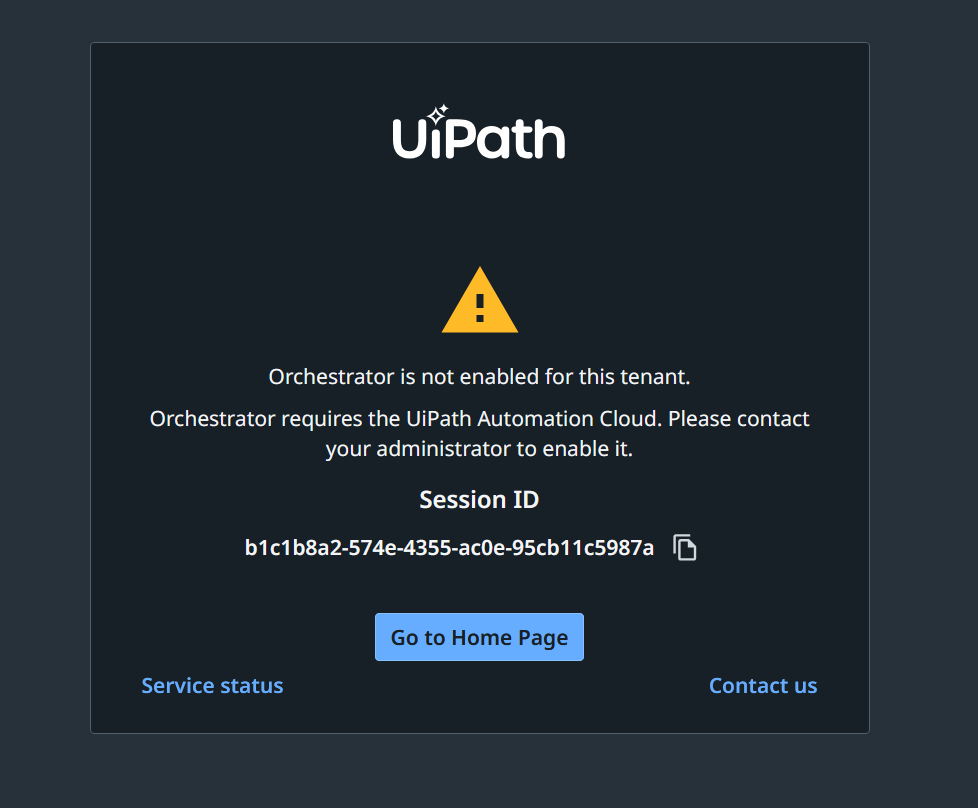 UiPath
Orchestrator is not enabled for this tenant.
Orchestrator requires the UiPath Automation Cloud. Please contact
your administrator to enable it.
Session ID
b1c1b8a2-574e-4355-ac0e-95cb11c5987a
Go to Home Page
Service status
Contact us